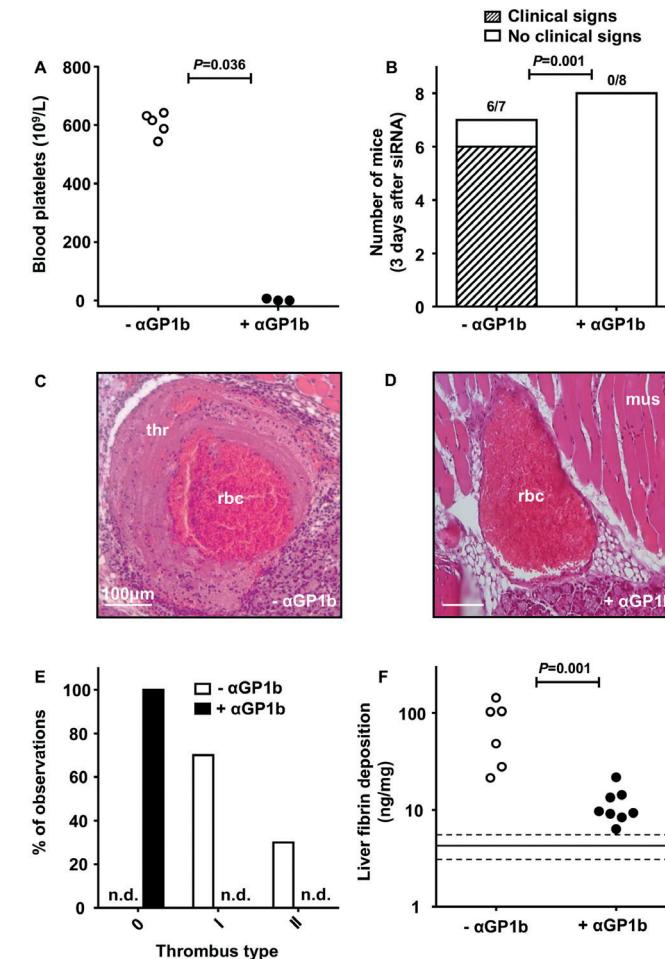 Clinical signs
No clinical signs
A
P=0.036
Blood platelets (10⁹/L)
800
600
400
200
0
- αGP1b
+ αGP1b
B
P=0.001
6/7
0/8
Number of mice
(3 days after siRNA)
8
6
4
2
0
- αGP1b
+ αGP1b
C
thr
rbc
100μm
- αGP1b
D
mus
rbc
+ αGP1b
E
- αGP1b
+ αGP1b
% of observations
100
80
60
40
20
0
n.d.
n.d.
n.d.
0
I
II
Thrombus type
F
P=0.001
Liver fibrin deposition
(ng/mg)
100
10
1
- αGP1b
+ αGP1b